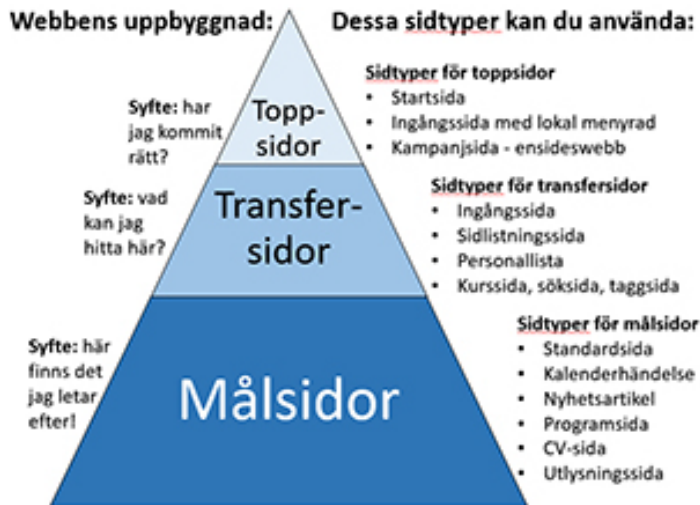 Webbens uppbyggnad:
Dessa sidtyper kan du använda:
Syfte: har
jag kommit
rätt?
Topp-
sidor
Sidtyper för toppsidor
• Startsida
• Ingångssida med lokal menyrad
• Kampanjsida - ensideswebb
Syfte: vad
kan jag
hitta här?
Transfer-
sidor
Sidtyper för transfersidor
• Ingångssida
• Sidlistningssida
• Personallista
• Kurssida, söksida, taggsida
Syfte: här
finns det
jag letar
efter!
Målsidor
Sidtyper för målsidor
• Standardsida
• Kalenderhändelse
• Nyhetsartikel
• Programsida
• CV-sida
• Utlysningssida